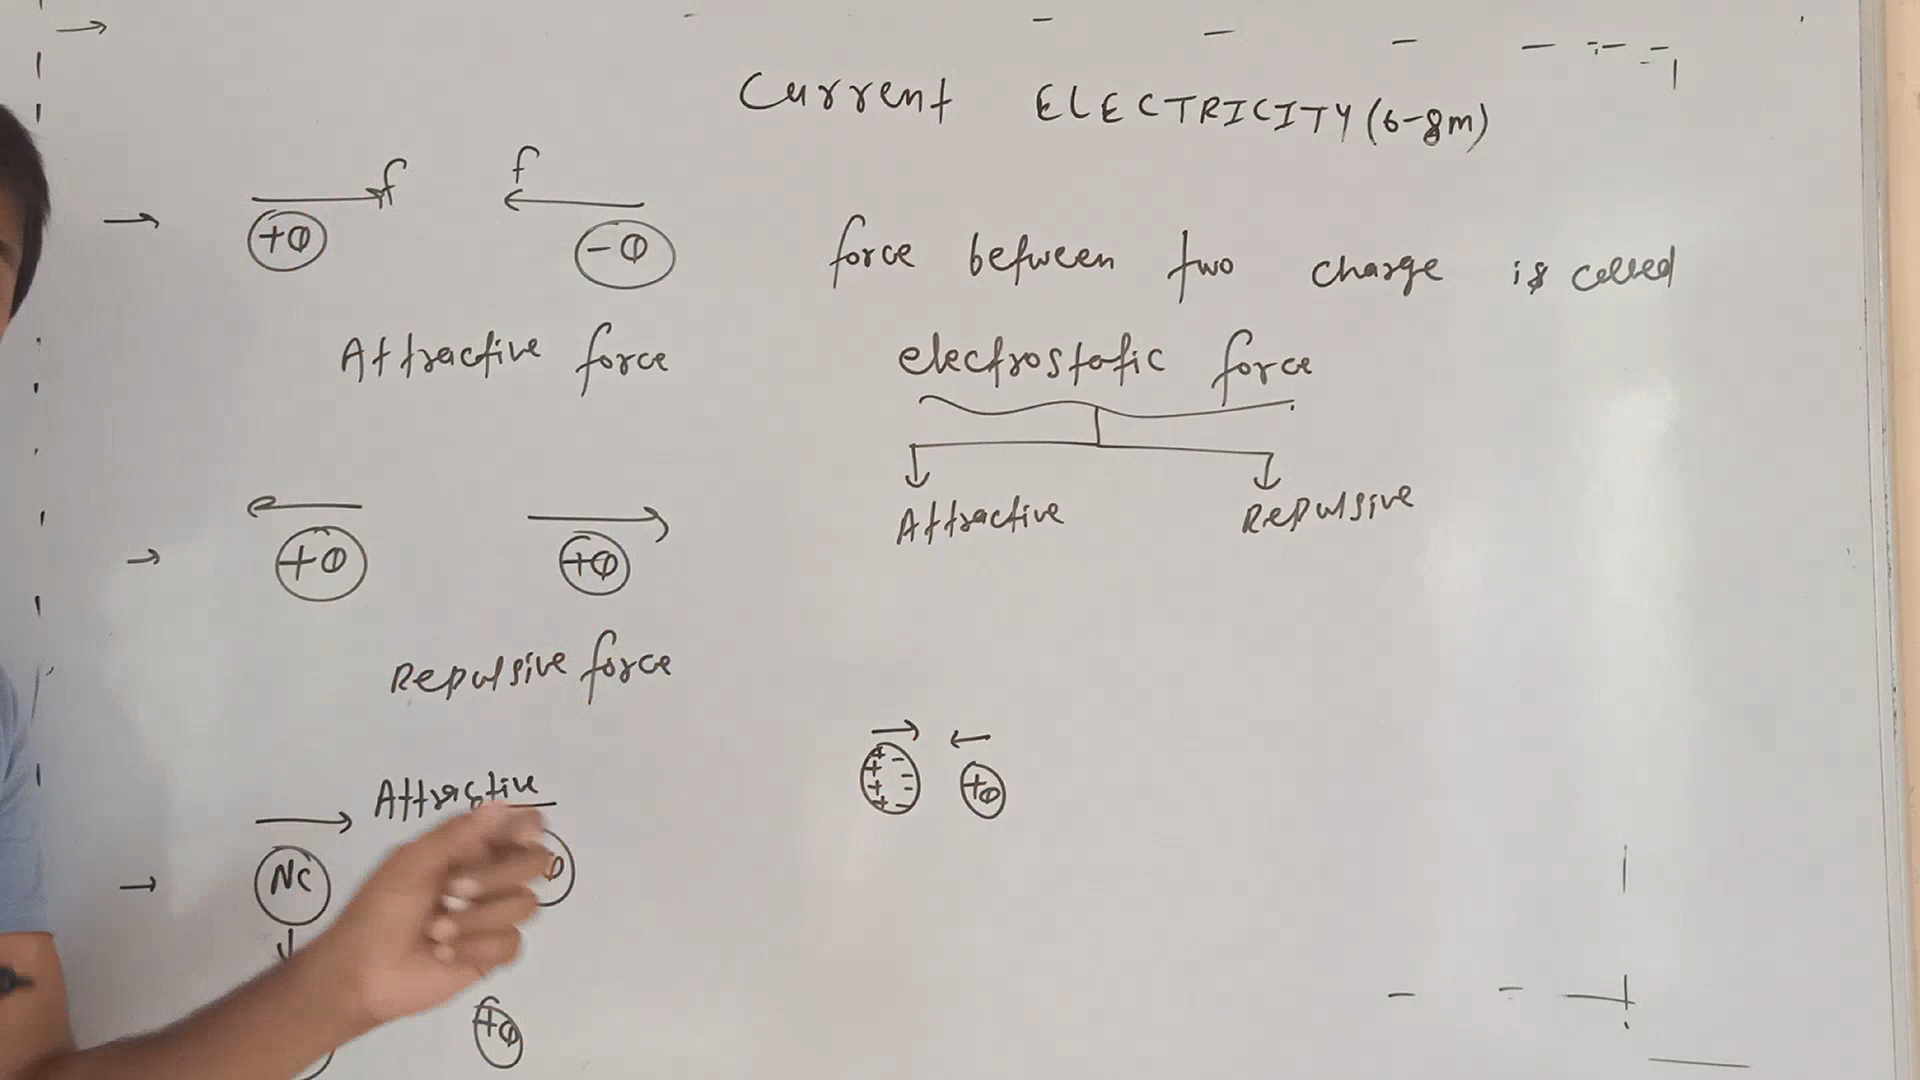 Current ELECTRICITY (6-8m)
f f
+Q -Q
Attractive force
force between two charge is called
electrostatic force
Attractive Repulsive
+Q +Q
Repulsive force
Attractive
NC
+ + + + - - - - +Q
+Q